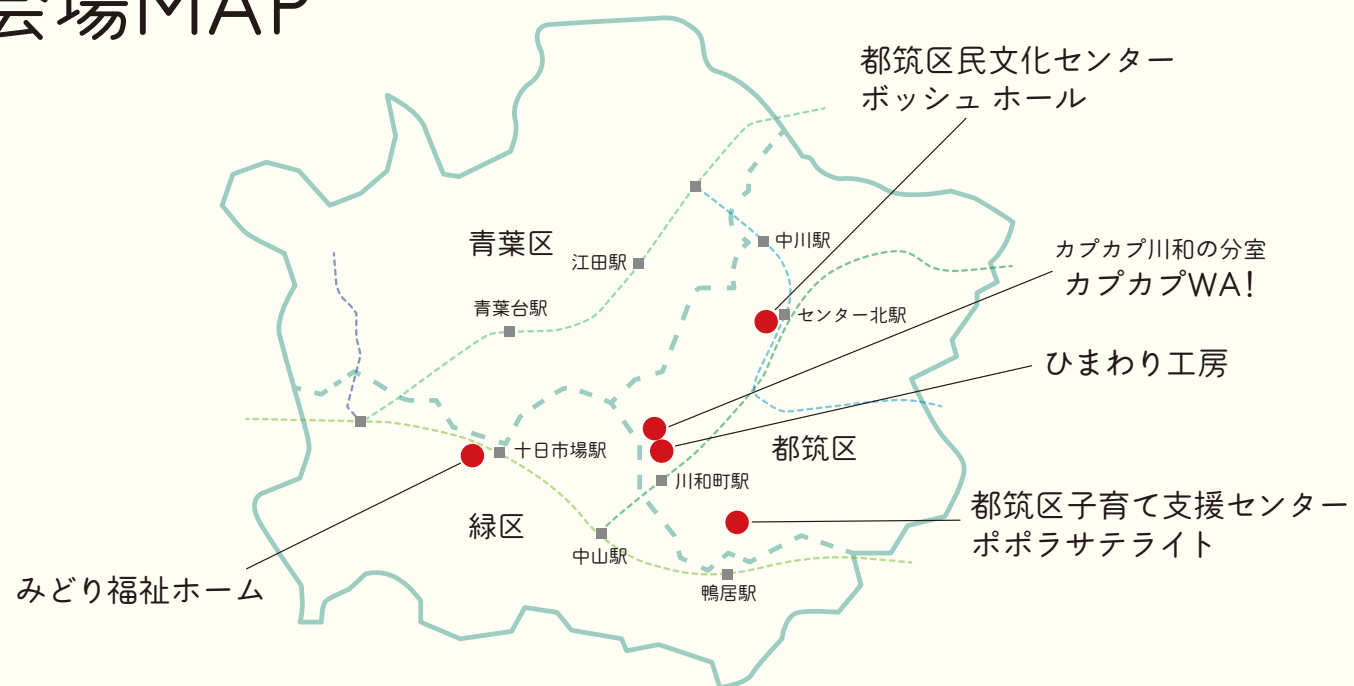 会場MAP
都筑区民文化センター
ボッシュ ホール
青葉区
江田駅
中川駅
カプカプ川和の分室
カプカプWA!
青葉台駅
センター北駅
ひまわり工房
十日市場駅
都筑区
川和町駅
緑区
中山駅
都筑区子育て支援センター
ポポラサテライト
みどり福祉ホーム
鴨居駅